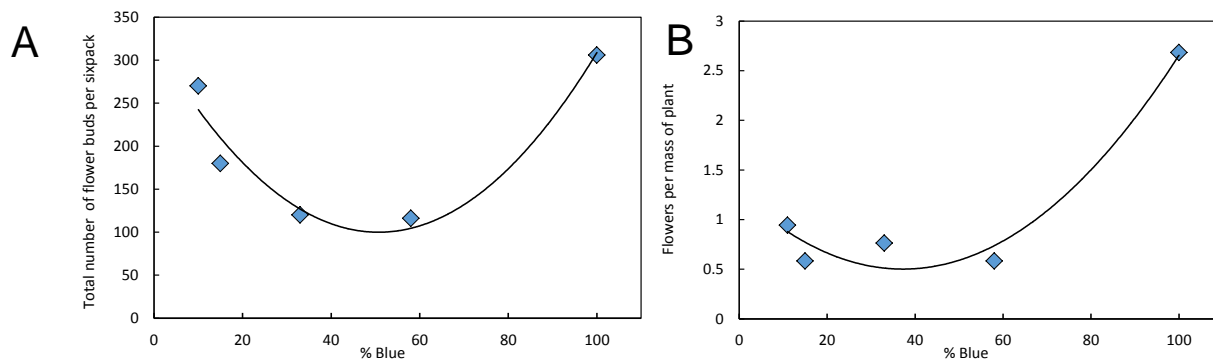 A
Total number of flower buds per sixpack
350
300
250
200
150
100
50
0
0 20 40 60 80 100
% Blue
B
Flowers per mass of plant
3
2.5
2
1.5
1
0.5
0
0 20 40 60 80 100
% Blue